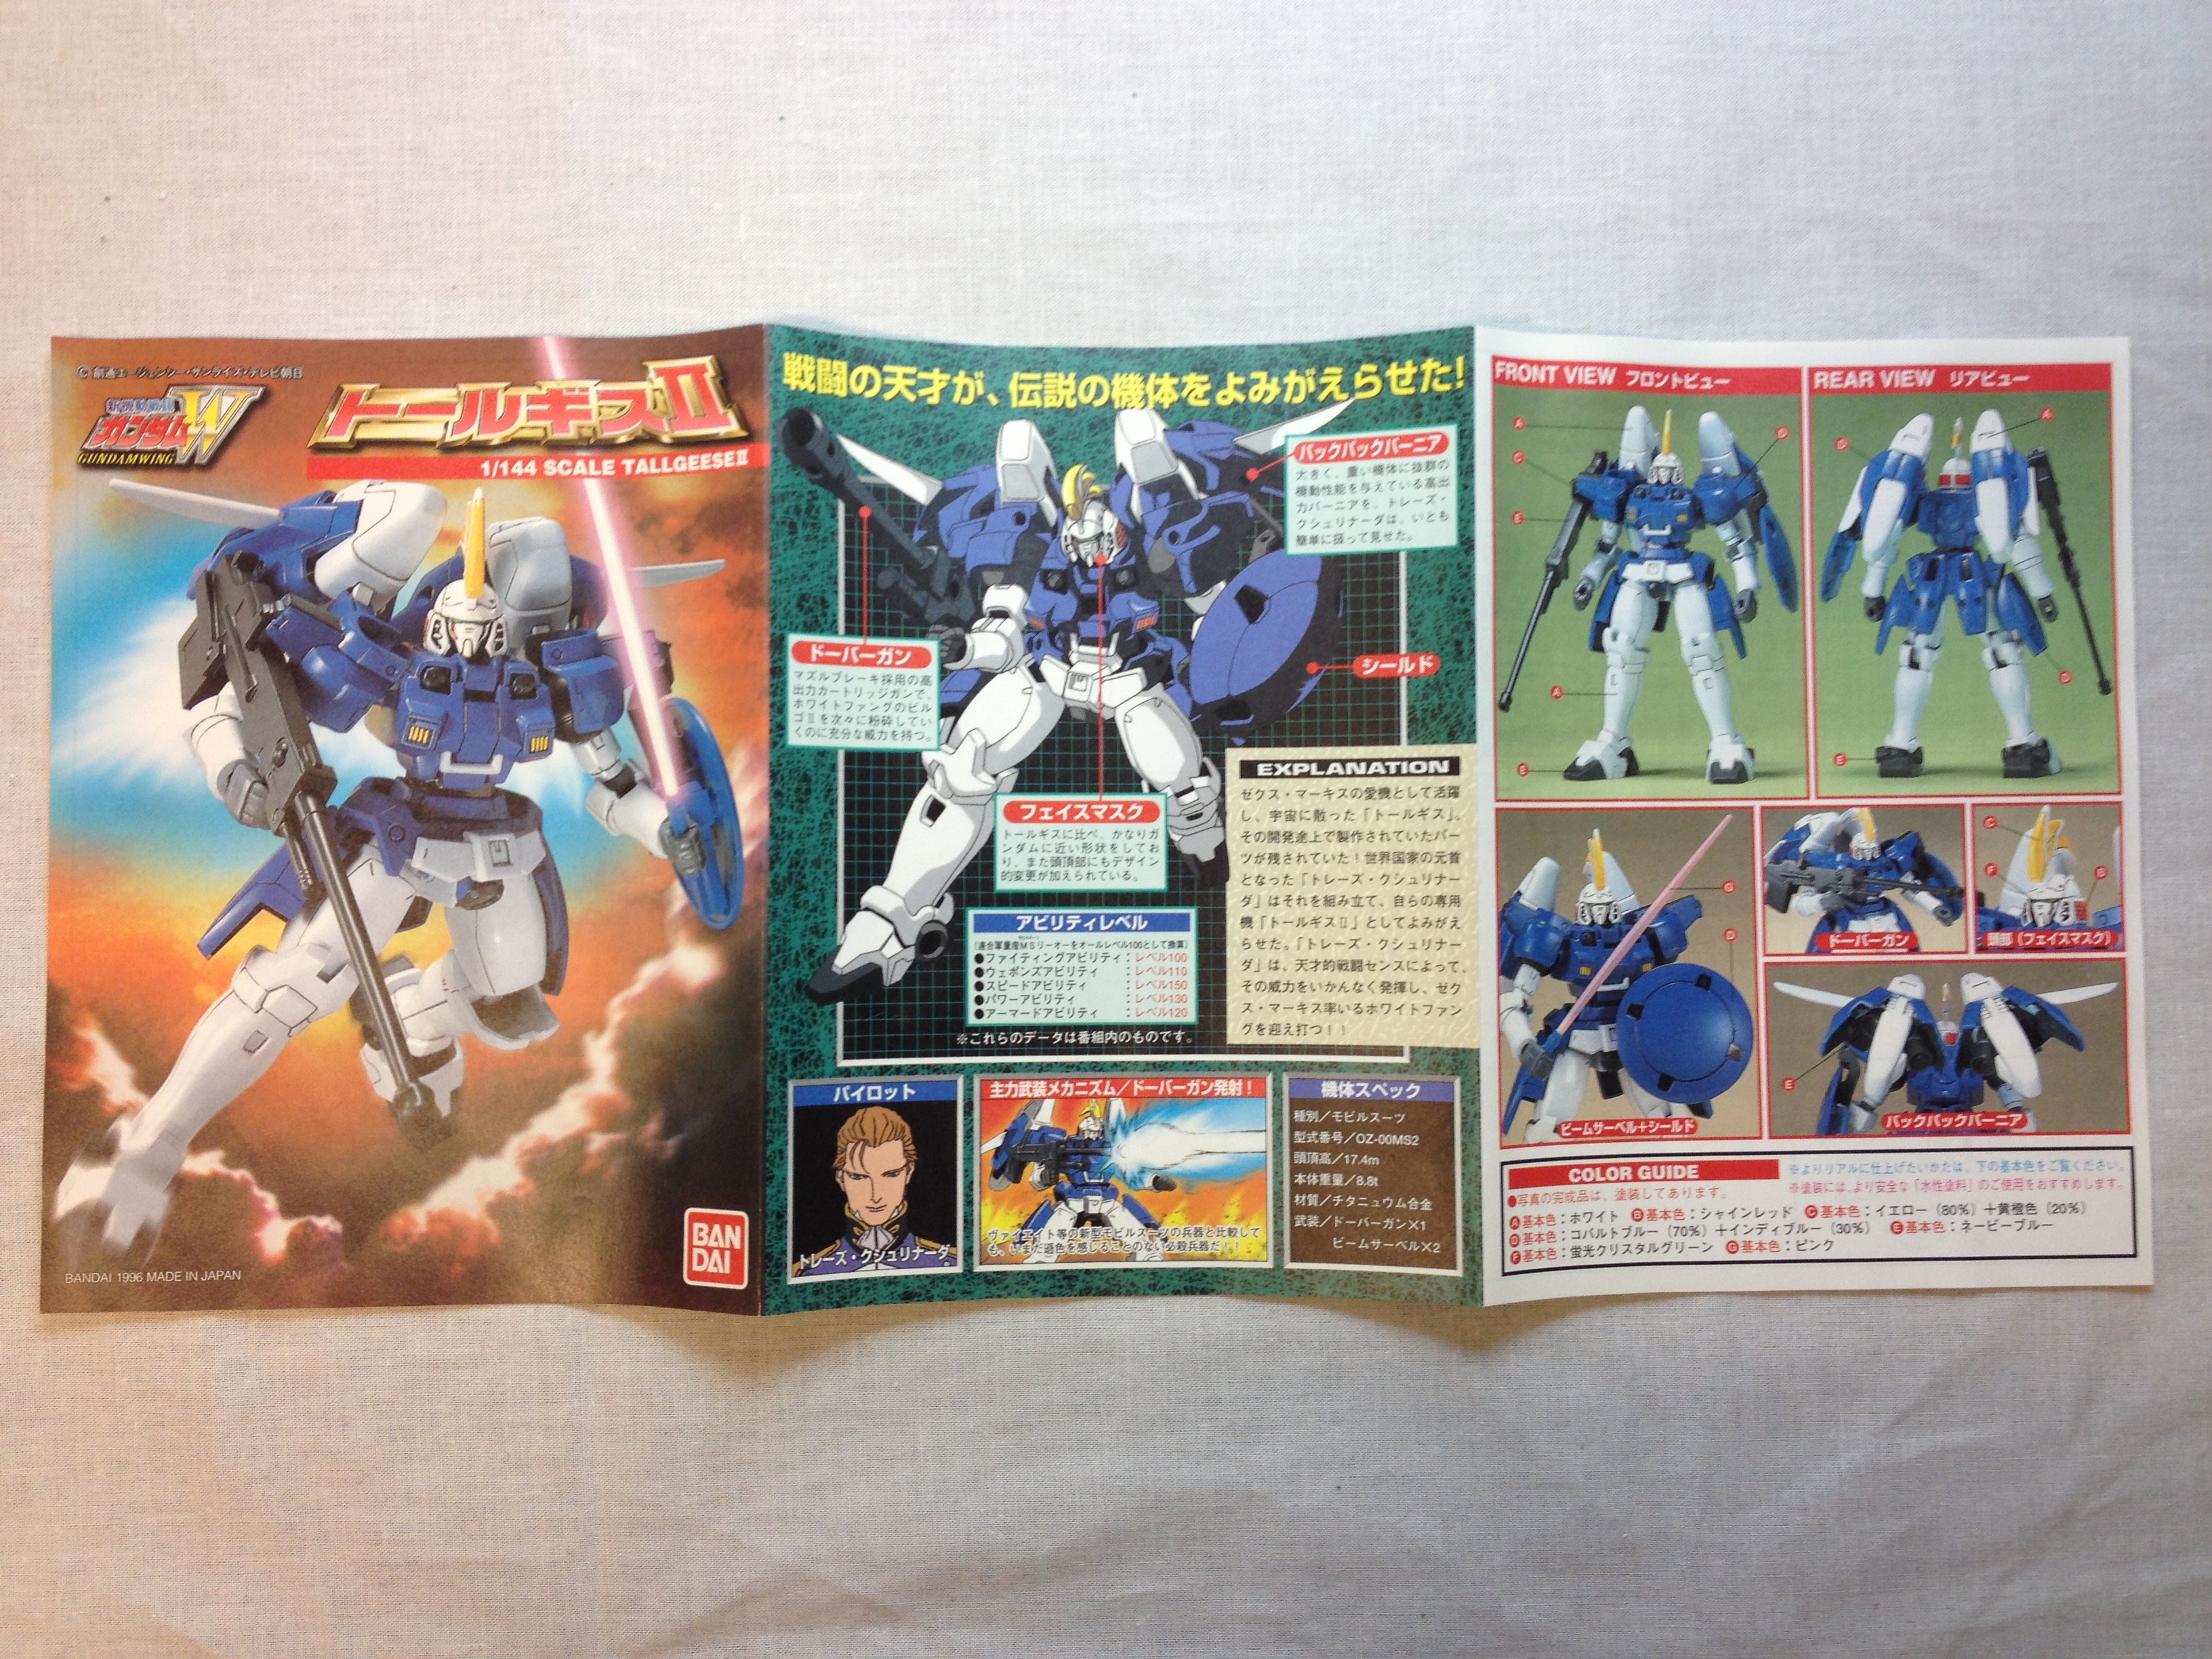 © 創通エージェンシー・サンライズ・テレビ朝日
新機動戦記
ガンダムW
GUNDAMWING
トールギスⅡ
1/144 SCALE TALLGEESEⅡ
BAN
DAI
BANDAI 1996 MADE IN JAPAN
戦闘の天才が、伝説の機体をよみがえらせた!
バックパックバーニア
大きく、重い機体に抜群の
機動性能を与えている高出
力バーニアを、トレーズ・
クシュリナーダは、いとも
簡単に扱って見せた。
ドーバーガン
マズルブレーキ採用の高
出力カートリッジガンで、
ホワイトファングのビル
ゴⅡを次々に粉砕してい
くのに充分な威力を持つ。
シールド
フェイスマスク
トールギスに比べ、かなりガ
ンダムに近い形状をしてお
り、また頭頂部にもデザイン
的変更が加えられている。
EXPLANATION
ゼクス・マーキスの愛機として活躍
し、宇宙に散った「トールギス」。
その開発途上で製作されていたパー
ツが残されていた!世界国家の元首
となった「トレーズ・クシュリナー
ダ」はそれを組み立て、自らの専用
機「トールギスⅡ」としてよみがえ
らせた。「トレーズ・クシュリナー
ダ」は、天才的戦闘センスによって、
その威力をいかんなく発揮し、ゼク
ス・マーキス率いるホワイトファン
グを迎え打つ!!
アビリティレベル
(連合軍量産MSリーオーをオールレベル100として換算)
●ファイティングアビリティ:レベル100
●ウェポンズアビリティ:レベル110
●スピードアビリティ:レベル150
●パワーアビリティ:レベル130
●アーマードアビリティ:レベル120
※これらのデータは番組内のものです。
パイロット
トレーズ・クシュリナーダ
主力武装メカニズム/ドーバーガン発射!
ヴァイエイト等の新型モビルスーツの兵器と比較して
も、いまだ遜色を感じることのない必殺兵器だ!!
機体スペック
種別/モビルスーツ
型式番号/OZ-00MS2
頭頂高/17.4m
本体重量/8.8t
材質/チタニュウム合金
武装/ドーバーガン×1
ビームサーベル×2
FRONT VIEW フロントビュー
A
C
D
E
A
E
REAR VIEW リアビュー
A
D
D
E
G
D
ビームサーベル+シールド
ドーバーガン
C
F
B
頭部(フェイスマスク)
E
バックパックバーニア
COLOR GUIDE
●写真の完成品は、塗装してあります。
※よりリアルに仕上げたいかたは、下の基本色をご覧ください。
※塗装には、より安全な「水性塗料」のご使用をおすすめします。
A基本色:ホワイト B基本色:シャインレッド C基本色:イエロー(80%)+黄橙色(20%)
D基本色:コバルトブルー(70%)+インディブルー(30%) E基本色:ネービーブルー
F基本色:蛍光クリスタルグリーン G基本色:ピンク